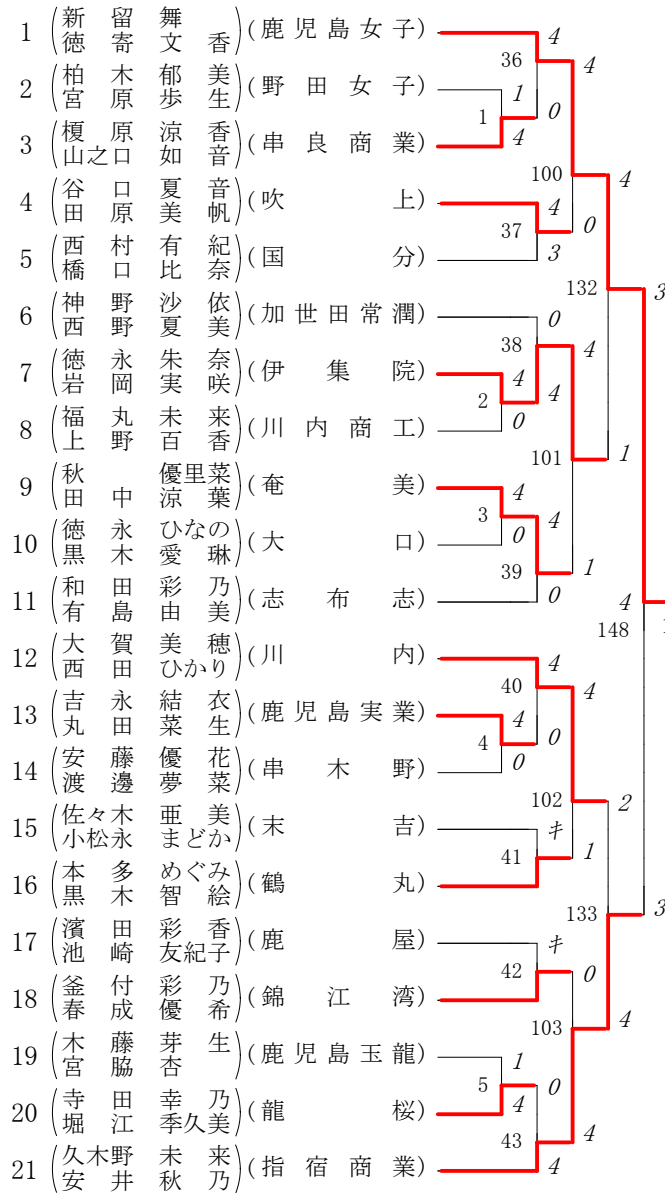 1 (新留舞 徳寄文香) (鹿児島女子)
2 (柏木郁美 宮原歩生) (野田女子)
3 (榎原涼香 山之口如音) (串良商業)
4 (谷口夏音 田原美帆) (吹上)
5 (西村有紀 橋口比奈) (国分)
6 (神野沙依 西野夏美) (加世田常潤)
7 (徳永朱奈 岩岡実咲) (伊集院)
8 (福丸未来 上野百香) (川内商工)
9 (秋優里菜 田中涼葉) (奄美)
10 (徳永ひなの 黒木愛琳) (大口)
11 (和田彩乃 有島由美) (志布志)
12 (大賀美穂 西田ひかり) (川内)
13 (吉永結衣 丸田菜生) (鹿児島実業)
14 (安藤優花 渡邊夢菜) (串木野)
15 (佐々木亜美 小松永まどか) (末吉)
16 (本多めぐみ 黒木智絵) (鶴丸)
17 (濱田彩香 池崎友紀子) (鹿屋)
18 (釜付彩乃 春成優希) (錦江湾)
19 (木藤芽生 宮脇杏) (鹿児島玉龍)
20 (寺田幸乃 堀江季久美) (龍桜)
21 (久木野未来 安井秋乃) (指宿商業)
1 1 4
2 4 0
3 4 0
4 4 0
5 1 4
36 4 0
37 4 3
38 0 4
39 4 0
40 4 0
41 キ
42 キ
43 0 4
100 4 0
101 4 1
102 4 1
103 0 4
132 4 1
133 2 4
148 3 3
4